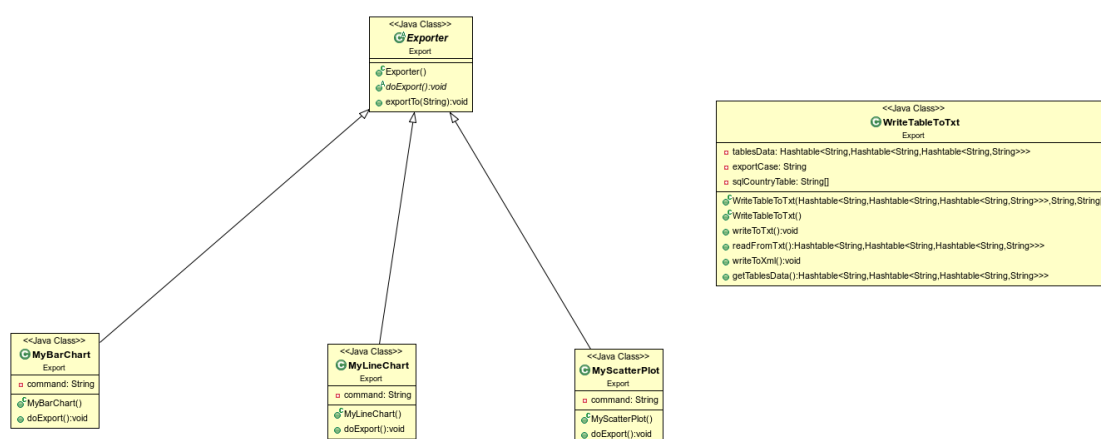 <<Java Class>>
Exporter
Export
Exporter()
doExport():void
exportTo(String):void
<<Java Class>>
WriteTableToTxt
Export
tablesData: Hashtable<String,Hashtable<String,Hashtable<String,String>>>
exportCase: String
sqlCountryTable: String[]
WriteTableToTxt(Hashtable<String,Hashtable<String,Hashtable<String,String>>>,String,String[
WriteTableToTxt()
writeToTxt():void
readFromTxt():Hashtable<String,Hashtable<String,Hashtable<String,String>>>
writeToXml():void
getTablesData():Hashtable<String,Hashtable<String,Hashtable<String,String>>>
<<Java Class>>
MyBarChart
Export
command: String
MyBarChart()
doExport():void
<<Java Class>>
MyLineChart
Export
command: String
MyLineChart()
doExport():void
<<Java Class>>
MyScatterPlot
Export
command: String
MyScatterPlot()
doExport():void